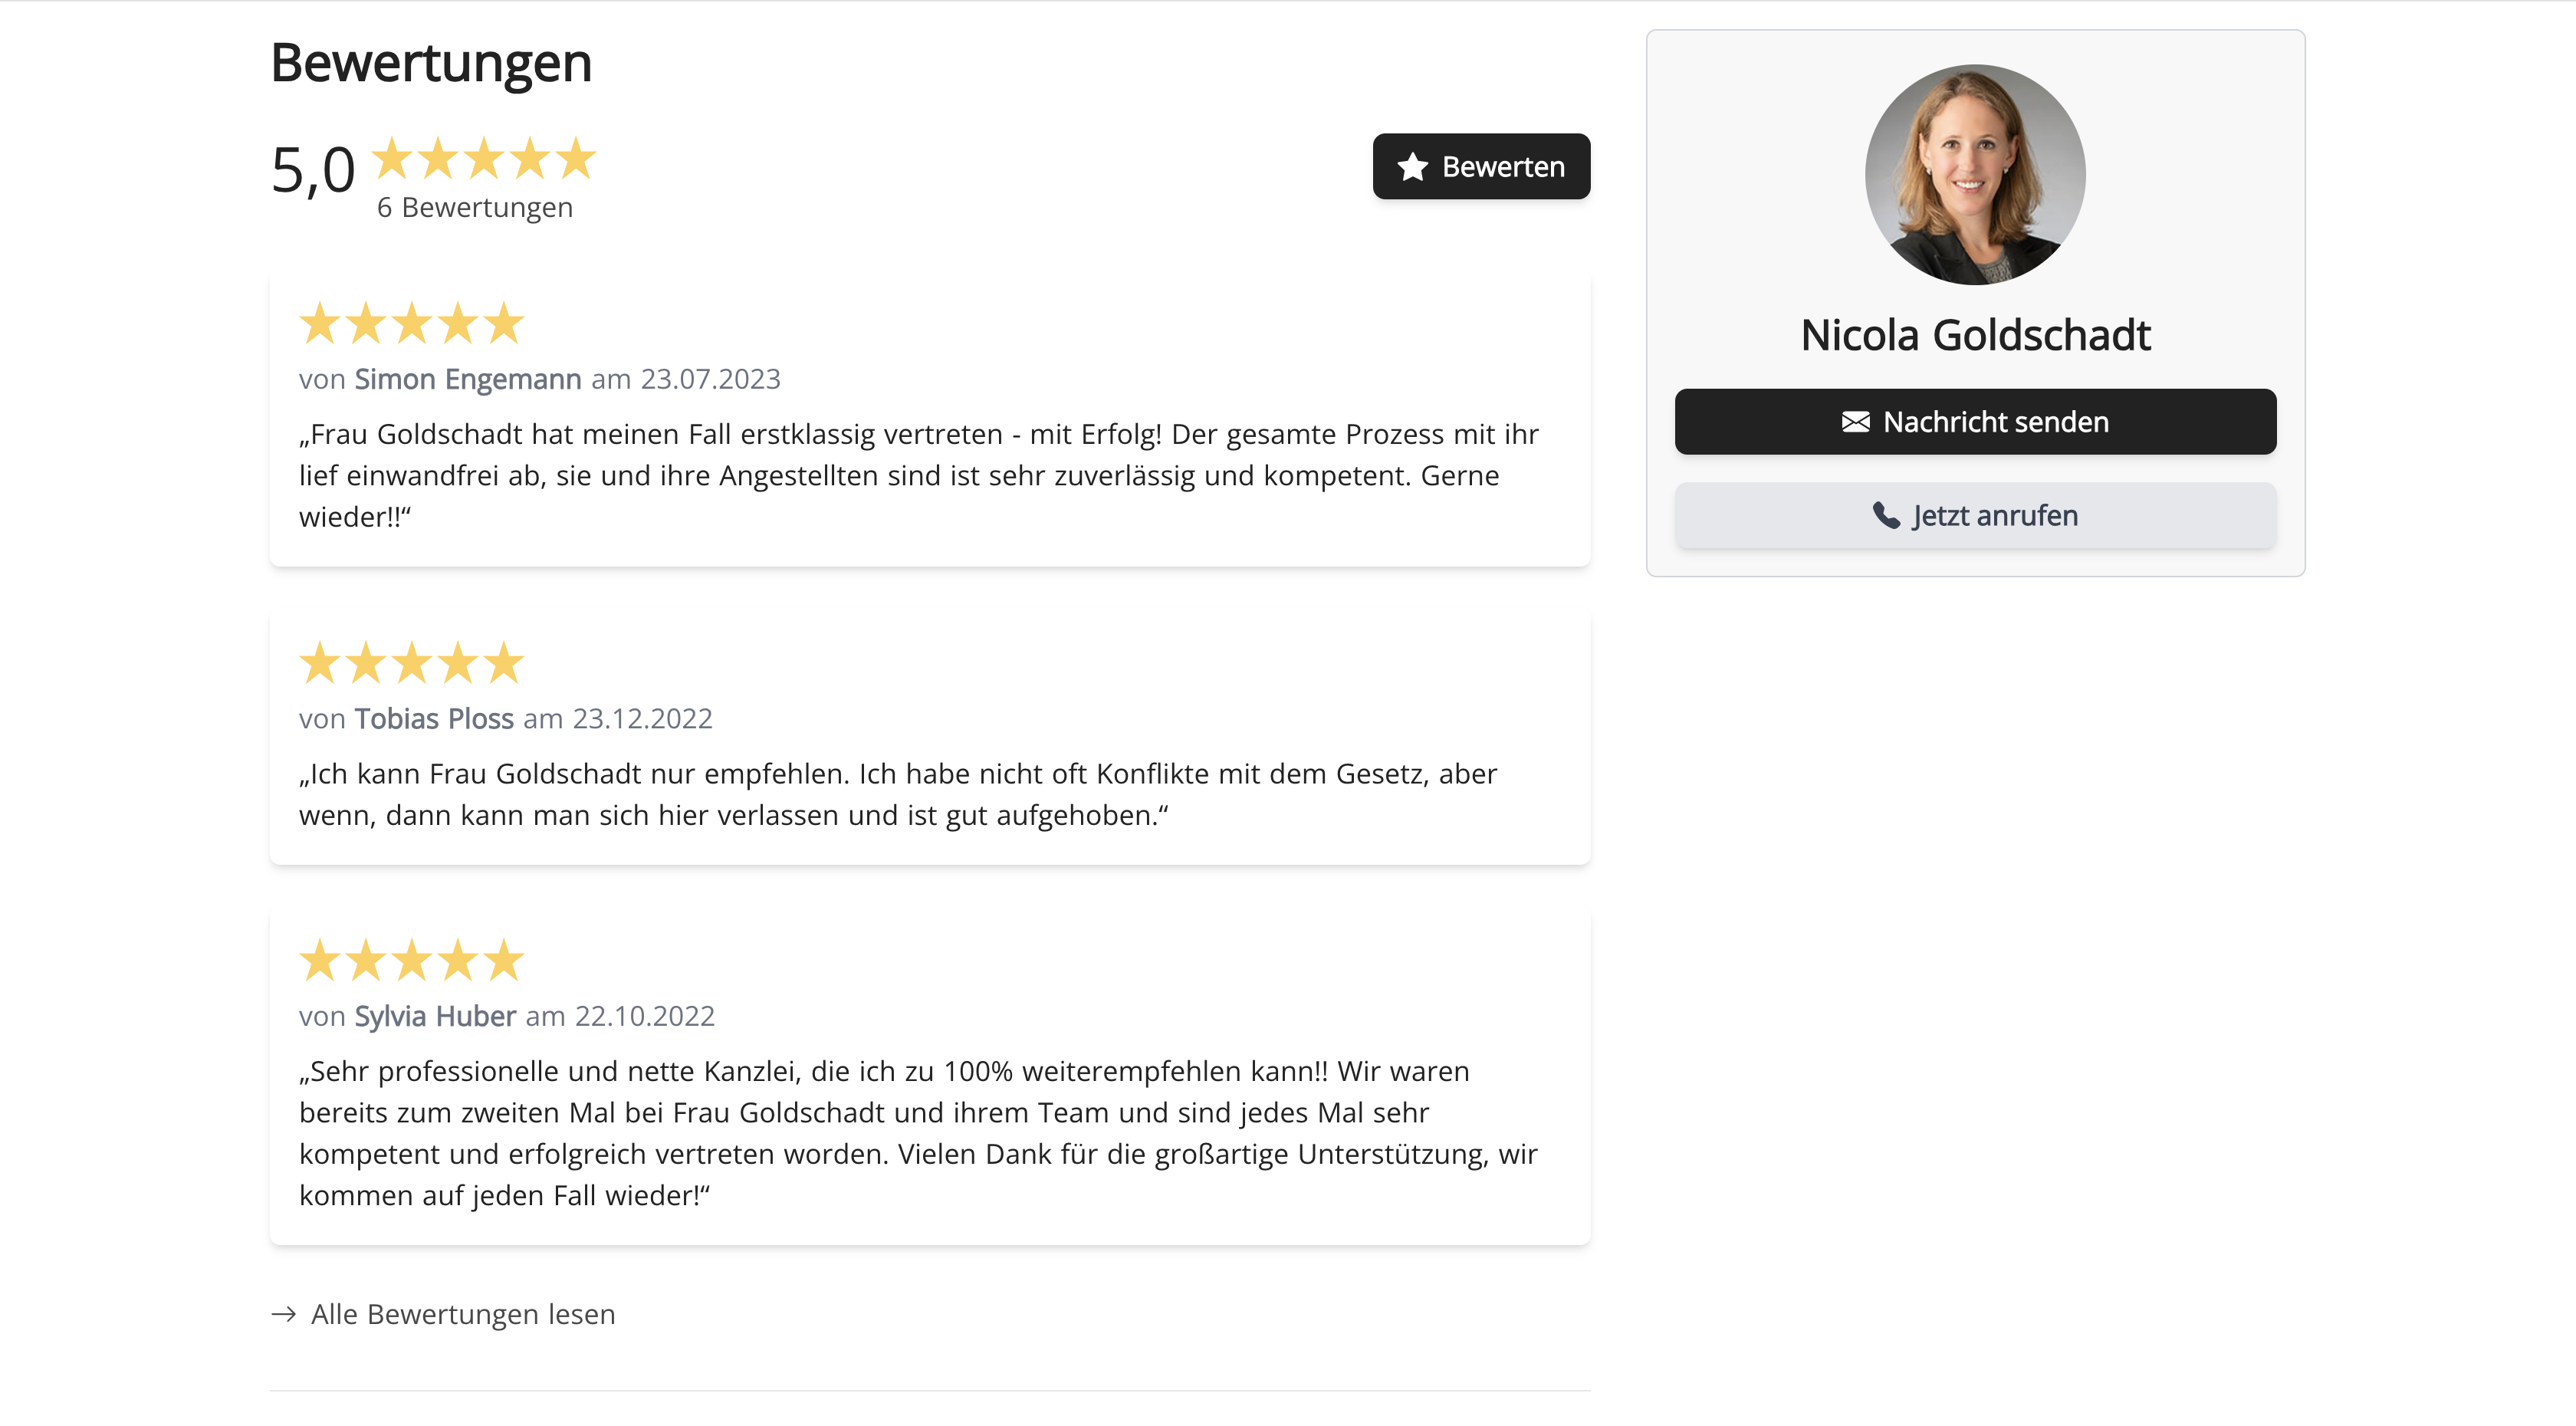 Bewertungen
5,0
6 Bewertungen
Bewerten
von Simon Engemann am 23.07.2023
„Frau Goldschadt hat meinen Fall erstklassig vertreten - mit Erfolg! Der gesamte Prozess mit ihr
lief einwandfrei ab, sie und ihre Angestellten sind ist sehr zuverlässig und kompetent. Gerne
wieder!!“
von Tobias Ploss am 23.12.2022
„Ich kann Frau Goldschadt nur empfehlen. Ich habe nicht oft Konflikte mit dem Gesetz, aber
wenn, dann kann man sich hier verlassen und ist gut aufgehoben.“
von Sylvia Huber am 22.10.2022
„Sehr professionelle und nette Kanzlei, die ich zu 100% weiterempfehlen kann!! Wir waren
bereits zum zweiten Mal bei Frau Goldschadt und ihrem Team und sind jedes Mal sehr
kompetent und erfolgreich vertreten worden. Vielen Dank für die großartige Unterstützung, wir
kommen auf jeden Fall wieder!“
→ Alle Bewertungen lesen
Nicola Goldschadt
Nachricht senden
Jetzt anrufen